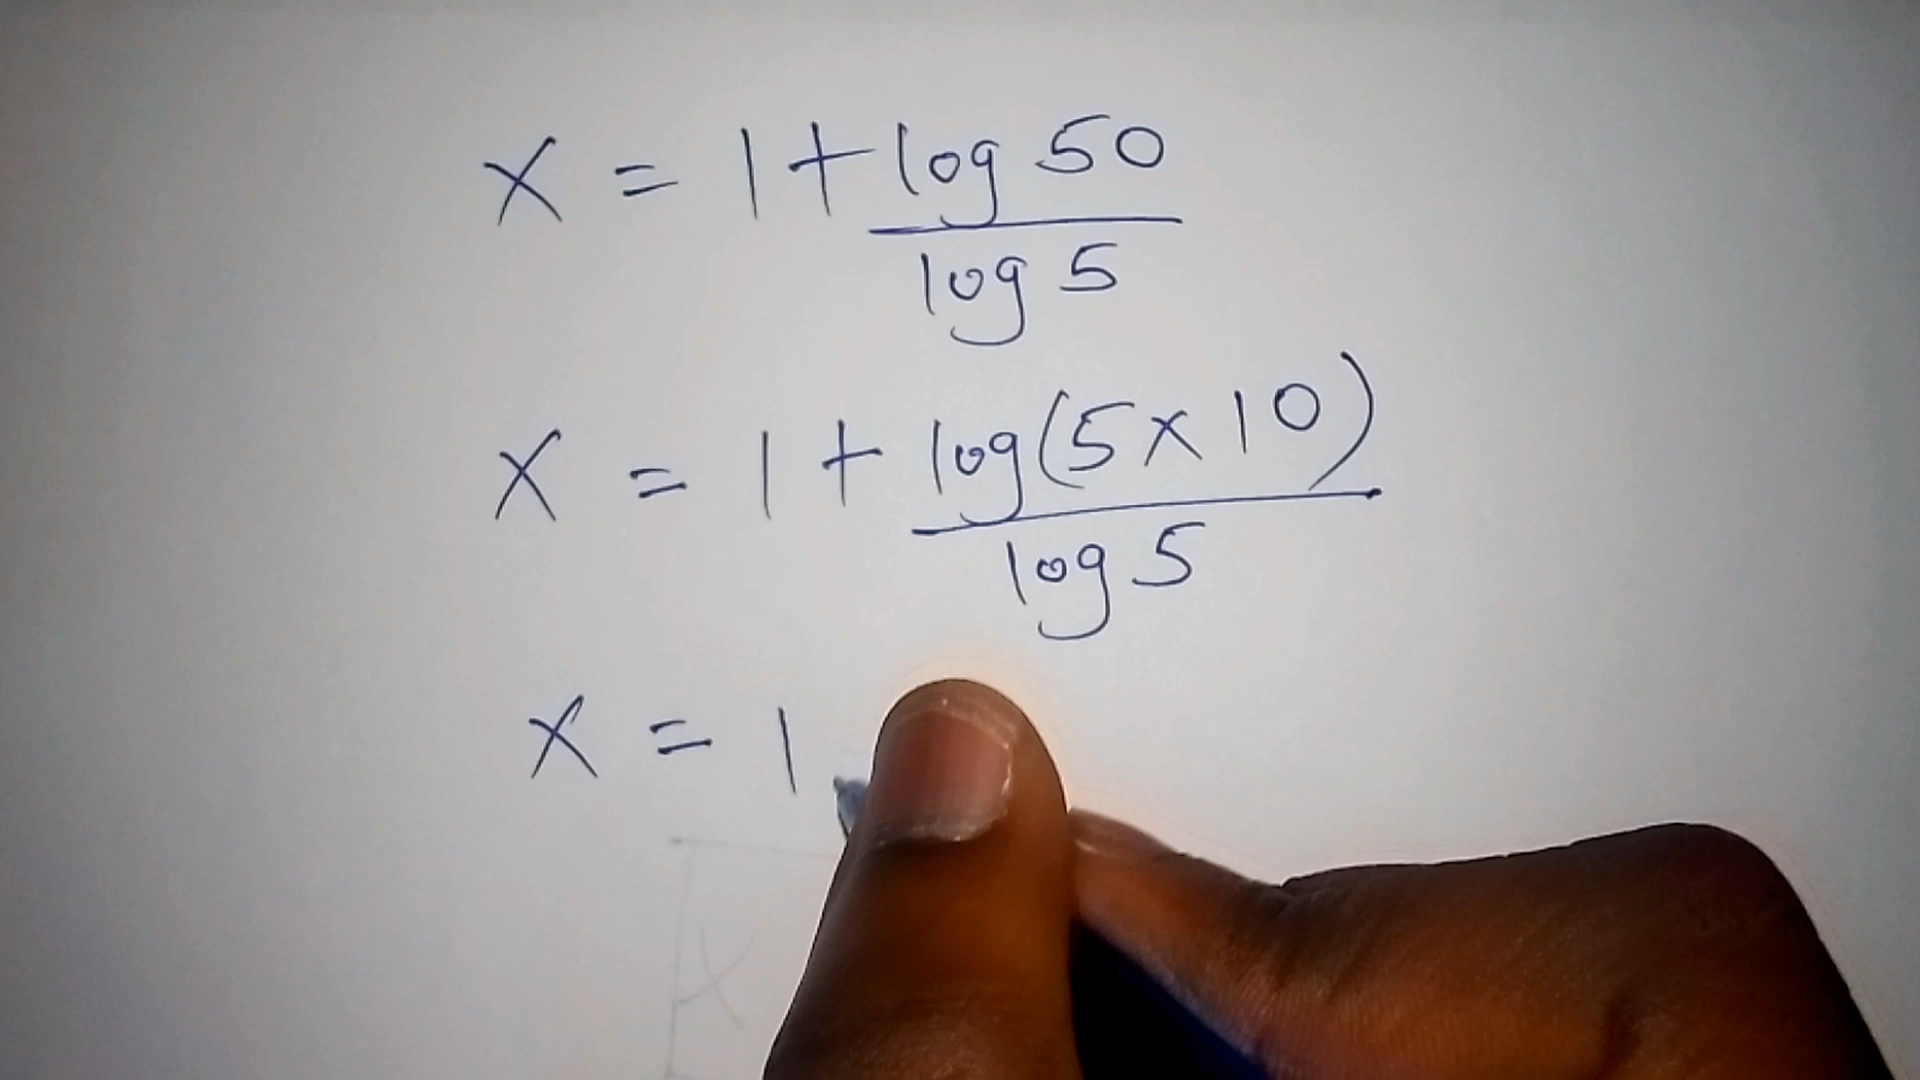 x = 1 + log 50 / log 5
x = 1 + log(5 x 10) / log 5
x = 1